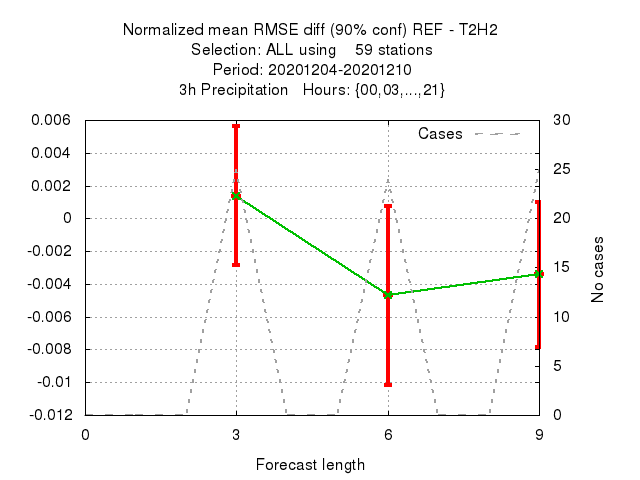 Normalized mean RMSE diff (90% conf) REF - T2H2
Selection: ALL using    59 stations
Period: 20201204-20201210
3h Precipitation   Hours: {00,03,...,21}
Cases
0.006
0.004
0.002
0
-0.002
-0.004
-0.006
-0.008
-0.01
-0.012
30
25
20
15
10
5
0
No cases
0 3 6 9
Forecast length